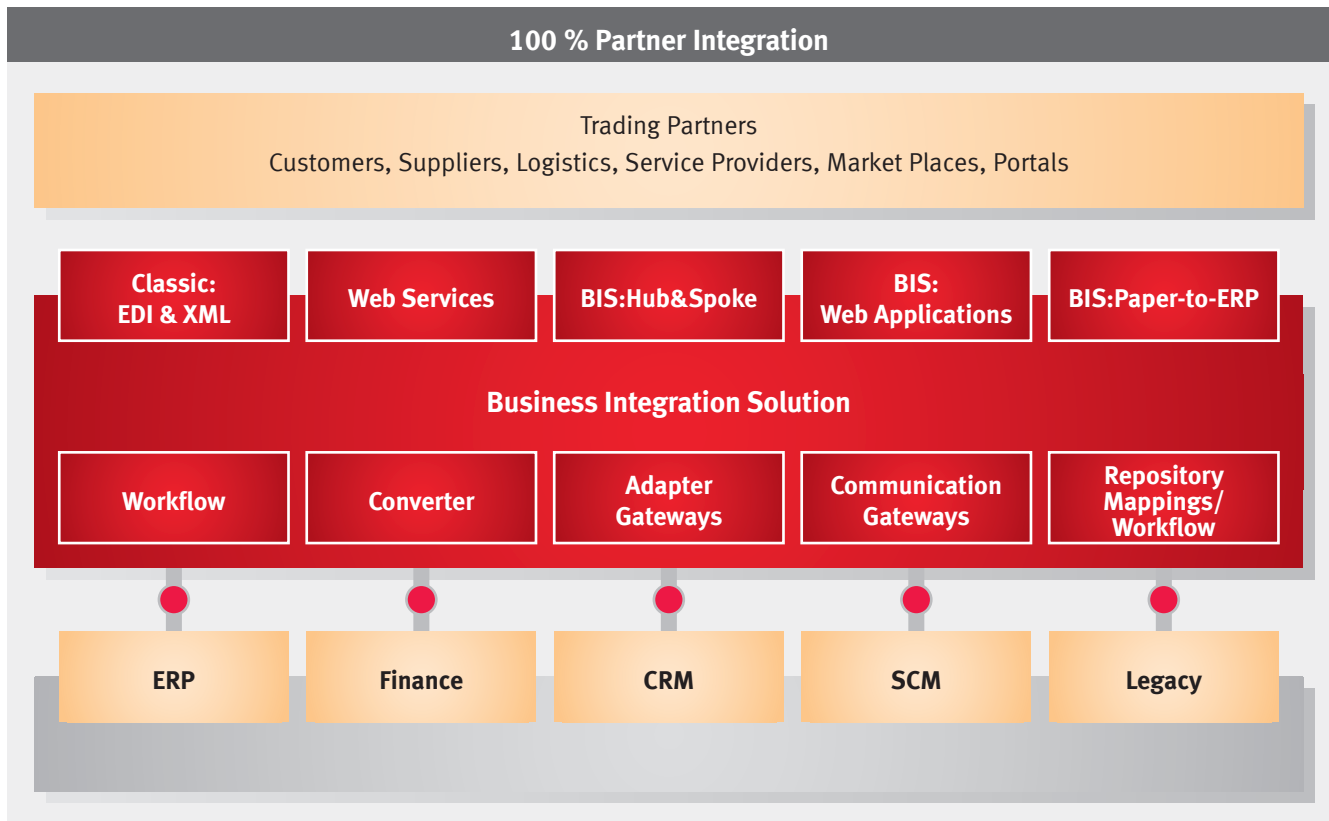 100 % Partner Integration
Trading Partners
Customers, Suppliers, Logistics, Service Providers, Market Places, Portals
Classic:
EDI & XML
Web Services
BIS:Hub&Spoke
BIS:
Web Applications
BIS:Paper-to-ERP
Business Integration Solution
Workflow
Converter
Adapter
Gateways
Communication
Gateways
Repository
Mappings/
Workflow
ERP
Finance
CRM
SCM
Legacy